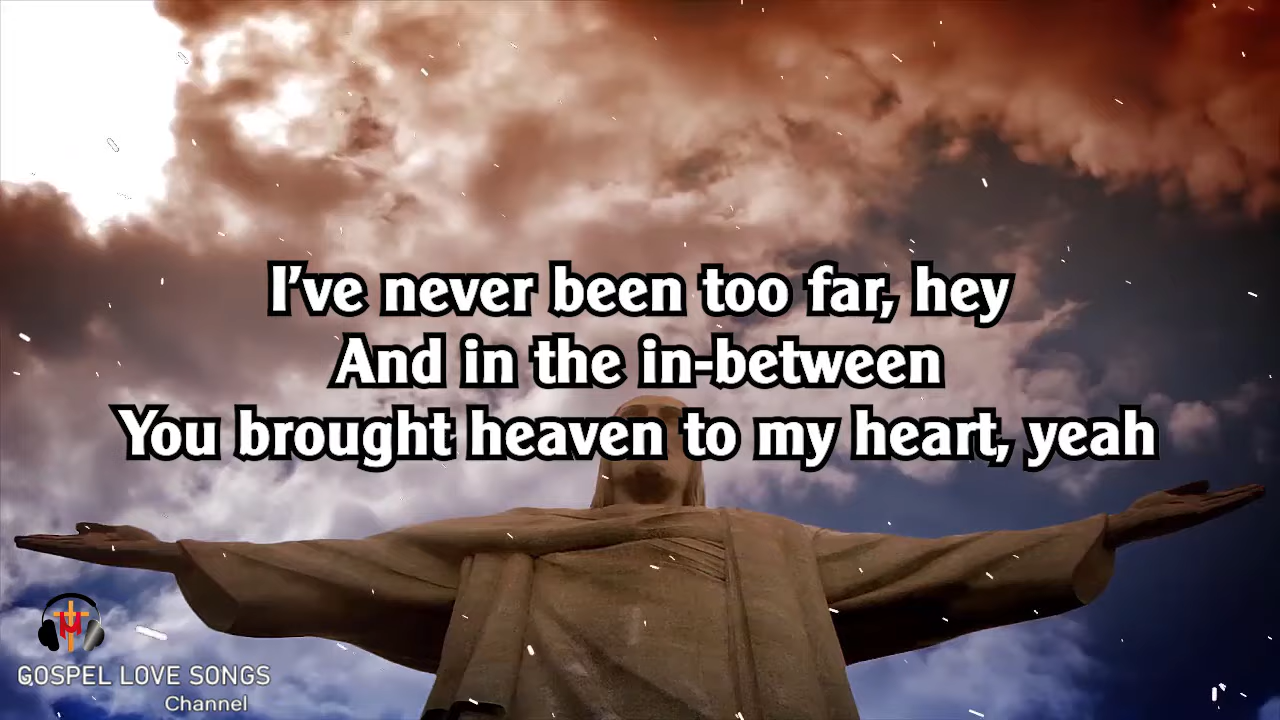 I've never been too far, hey
And in the in-between
You brought heaven to my heart, yeah
GOSPEL LOVE SONGS
Channel